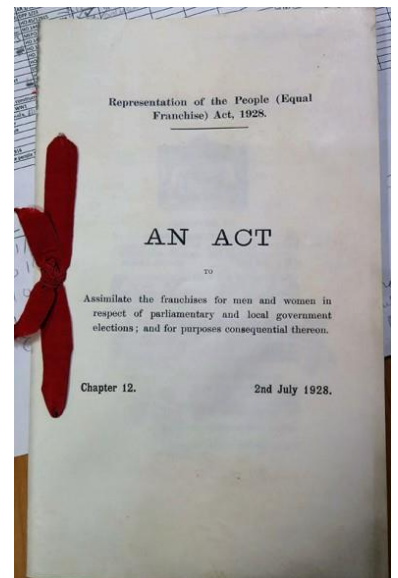 Representation of the People (Equal
Franchise) Act, 1928.
AN ACT
TO
Assimilate the franchises for men and women in
respect of parliamentary and local government
elections; and for purposes consequential thereon.
Chapter 12. 2nd July 1928.